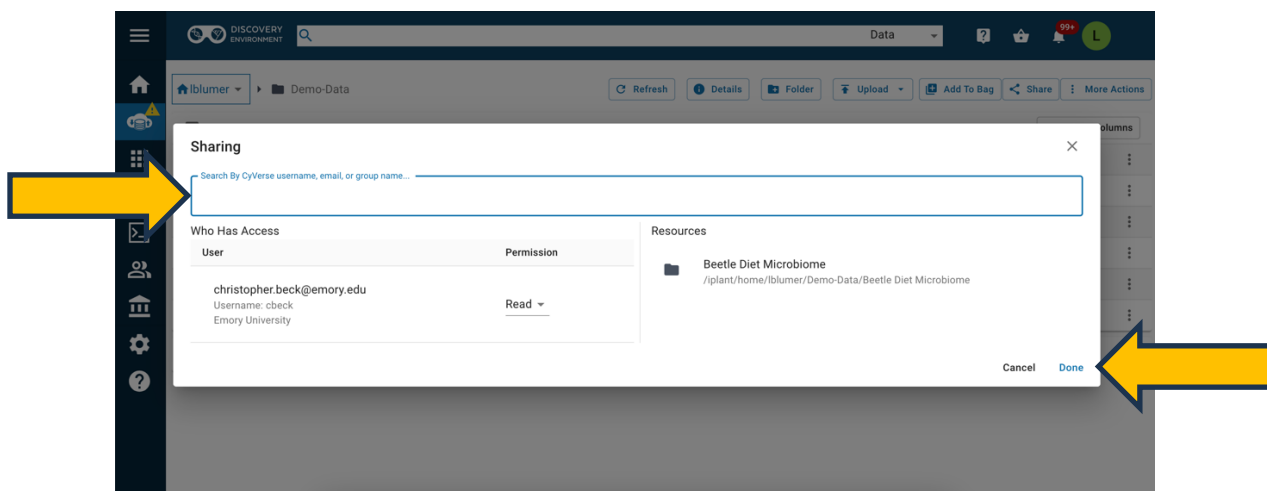 DISCOVERY
ENVIRONMENT
Data
99+
L
lblumer
Demo-Data
Refresh
Details
Folder
Upload
Add To Bag
Share
More Actions
olumns
Sharing
Search By CyVerse username, email, or group name...
Who Has Access
User Permission
christopher.beck@emory.edu
Username: cbeck
Emory University
Read
Resources
Beetle Diet Microbiome
/iplant/home/lblumer/Demo-Data/Beetle Diet Microbiome
Cancel
Done